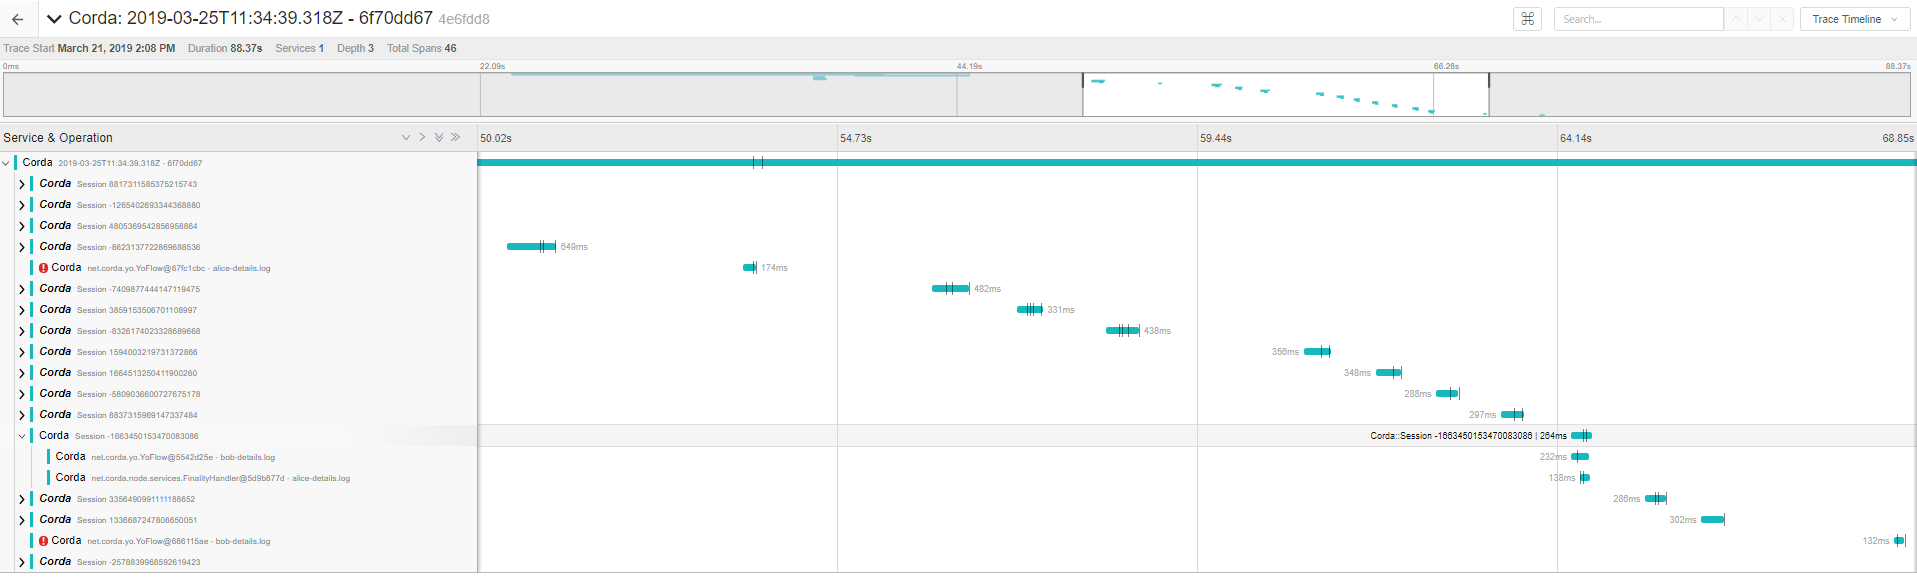 Corda: 2019-03-25T11:34:39.318Z - 6f70dd67 4e6fdd8
Search...
Trace Timeline
Trace Start March 21, 2019 2:08 PM Duration 88.37s Services 1 Depth 3 Total Spans 46
0ms 22.09s 44.19s 66.28s 88.37s
Service & Operation 50.02s 54.73s 59.44s 64.14s 68.85s
Corda 2019-03-25T11:34:39.318Z - 6f70dd67
Corda Session 8817311585375215743
Corda Session -1265402693344368880
Corda Session 4805369542856958864
Corda Session -8623137722869688536 649ms
Corda net.corda.yo.YoFlow@67fc1cbc - alice-details.log 174ms
Corda Session -7409877444147119475 482ms
Corda Session 3859153506701108997 331ms
Corda Session -8326174023328689668 438ms
Corda Session 1594003219731372866 356ms
Corda Session 1664513250411900260 348ms
Corda Session -5809036600727675178 288ms
Corda Session 8837315969147337484 297ms
Corda Session -1663450153470083086 Corda::Session -1663450153470083086 | 264ms
Corda net.corda.yo.YoFlow@5542d25e - bob-details.log 232ms
Corda net.corda.node.services.FinalityHandler@5d9b877d - alice-details.log 138ms
Corda Session 3356490991111188652 286ms
Corda Session 1336687247808650051 302ms
Corda net.corda.yo.YoFlow@686115ae - bob-details.log 132ms
Corda Session -2578839968592619423